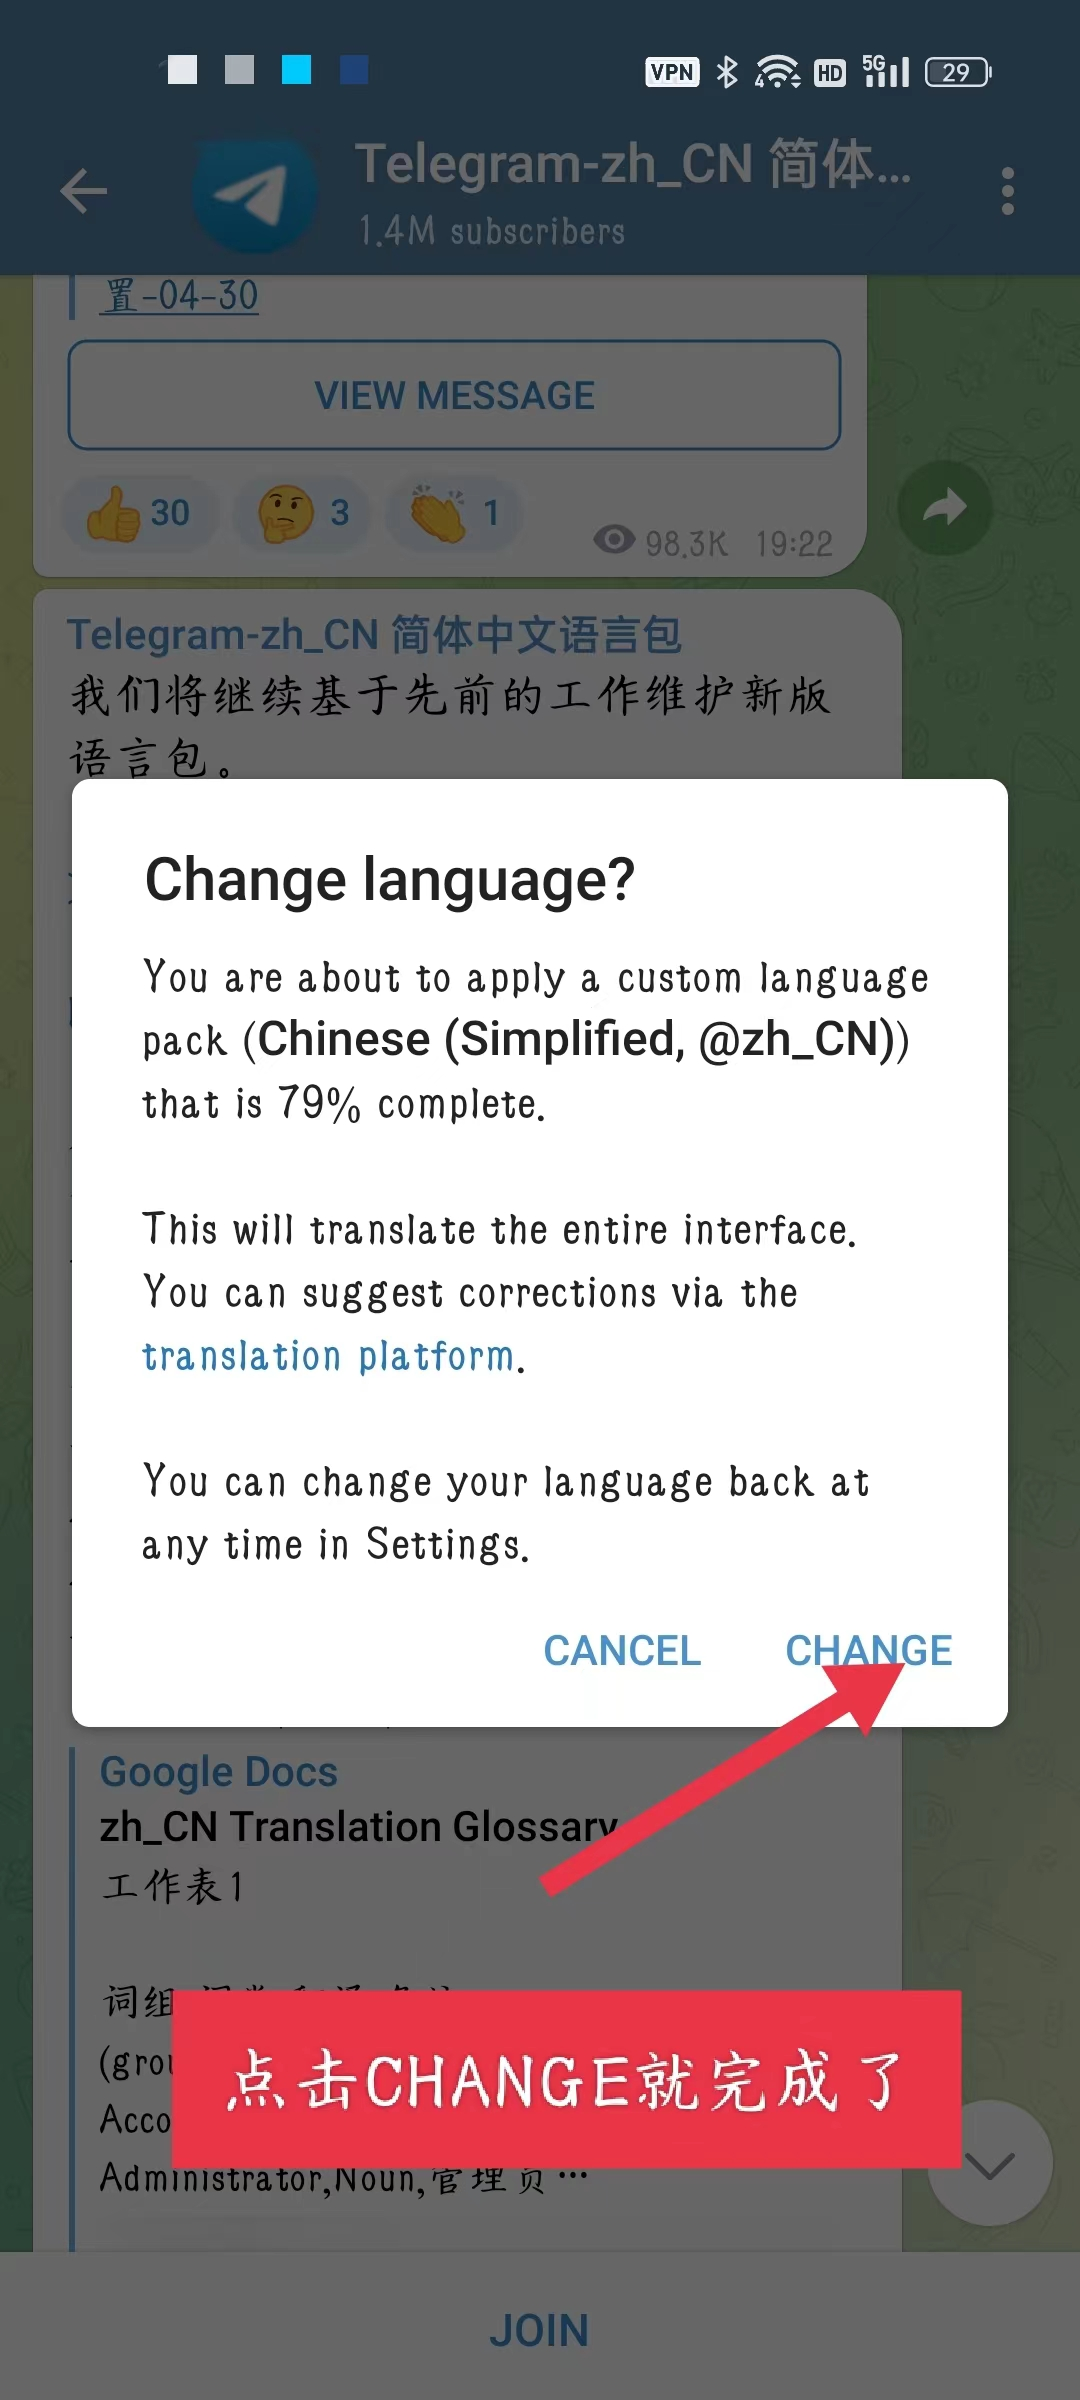 VPN HD 5G 29
Telegram-zh_CN 简体...
1.4M subscribers
置-04-30
VIEW MESSAGE
30 3 1
98.3K 19:22
Telegram-zh_CN 简体中文语言包
我们将继续基于先前的工作维护新版
语言包。
Change language?
You are about to apply a custom language
pack (Chinese (Simplified, @zh_CN))
that is 79% complete.
This will translate the entire interface.
You can suggest corrections via the
translation platform.
You can change your language back at
any time in Settings.
CANCEL CHANGE
Google Docs
zh_CN Translation Glossary
工作表1
词组
点击CHANGE就完成了
Administrator,Noun,管理员…
JOIN